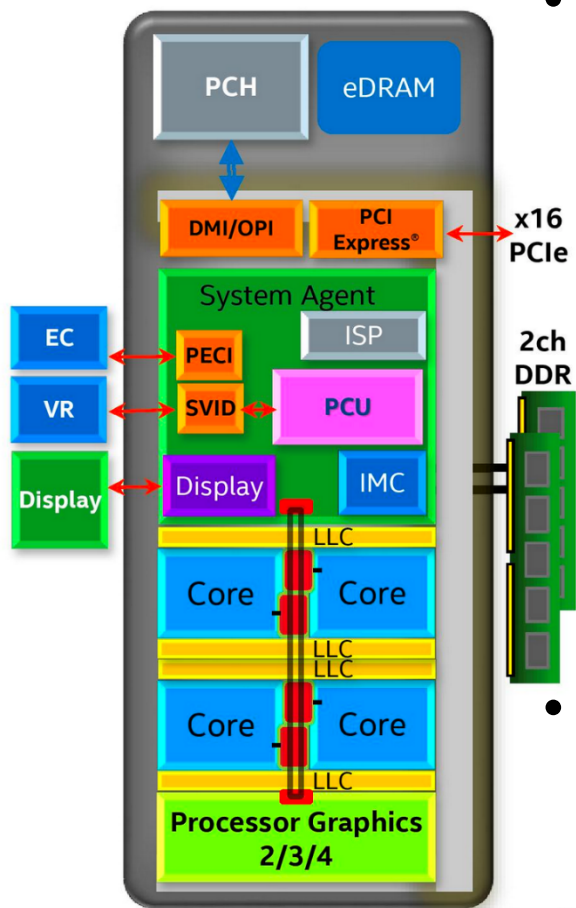 PCH
eDRAM
DMI/OPI
PCI
Express®
x16
PCIe
System Agent
ISP
EC
PECI
2ch
DDR
VR
SVID
PCU
Display
Display
IMC
LLC
Core
Core
LLC
LLC
Core
Core
LLC
Processor Graphics
2/3/4